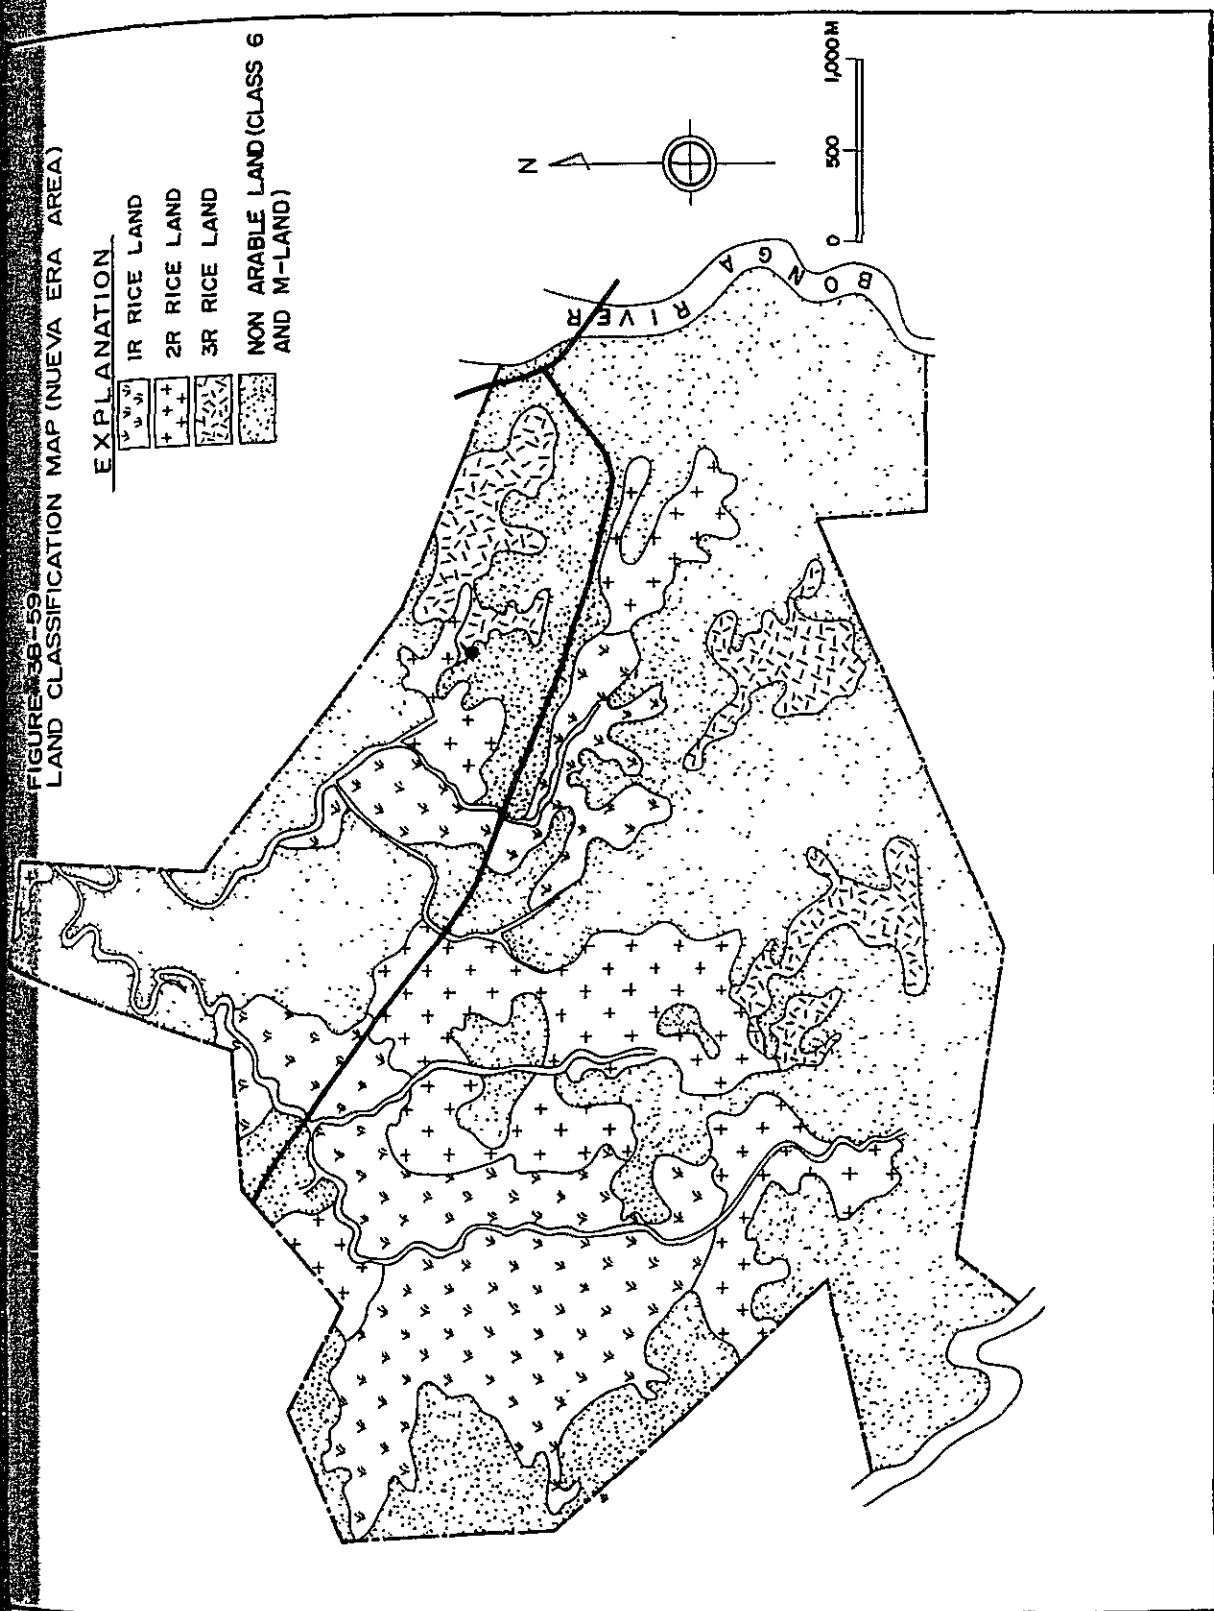 FIGURE 3B-59
LAND CLASSIFICATION MAP (NUEVA ERA AREA)
EXPLANATION
1R RICE LAND
2R RICE LAND
3R RICE LAND
NON ARABLE LAND (CLASS 6
AND M-LAND)
N
0 500 1,000M
BONGA RIVER